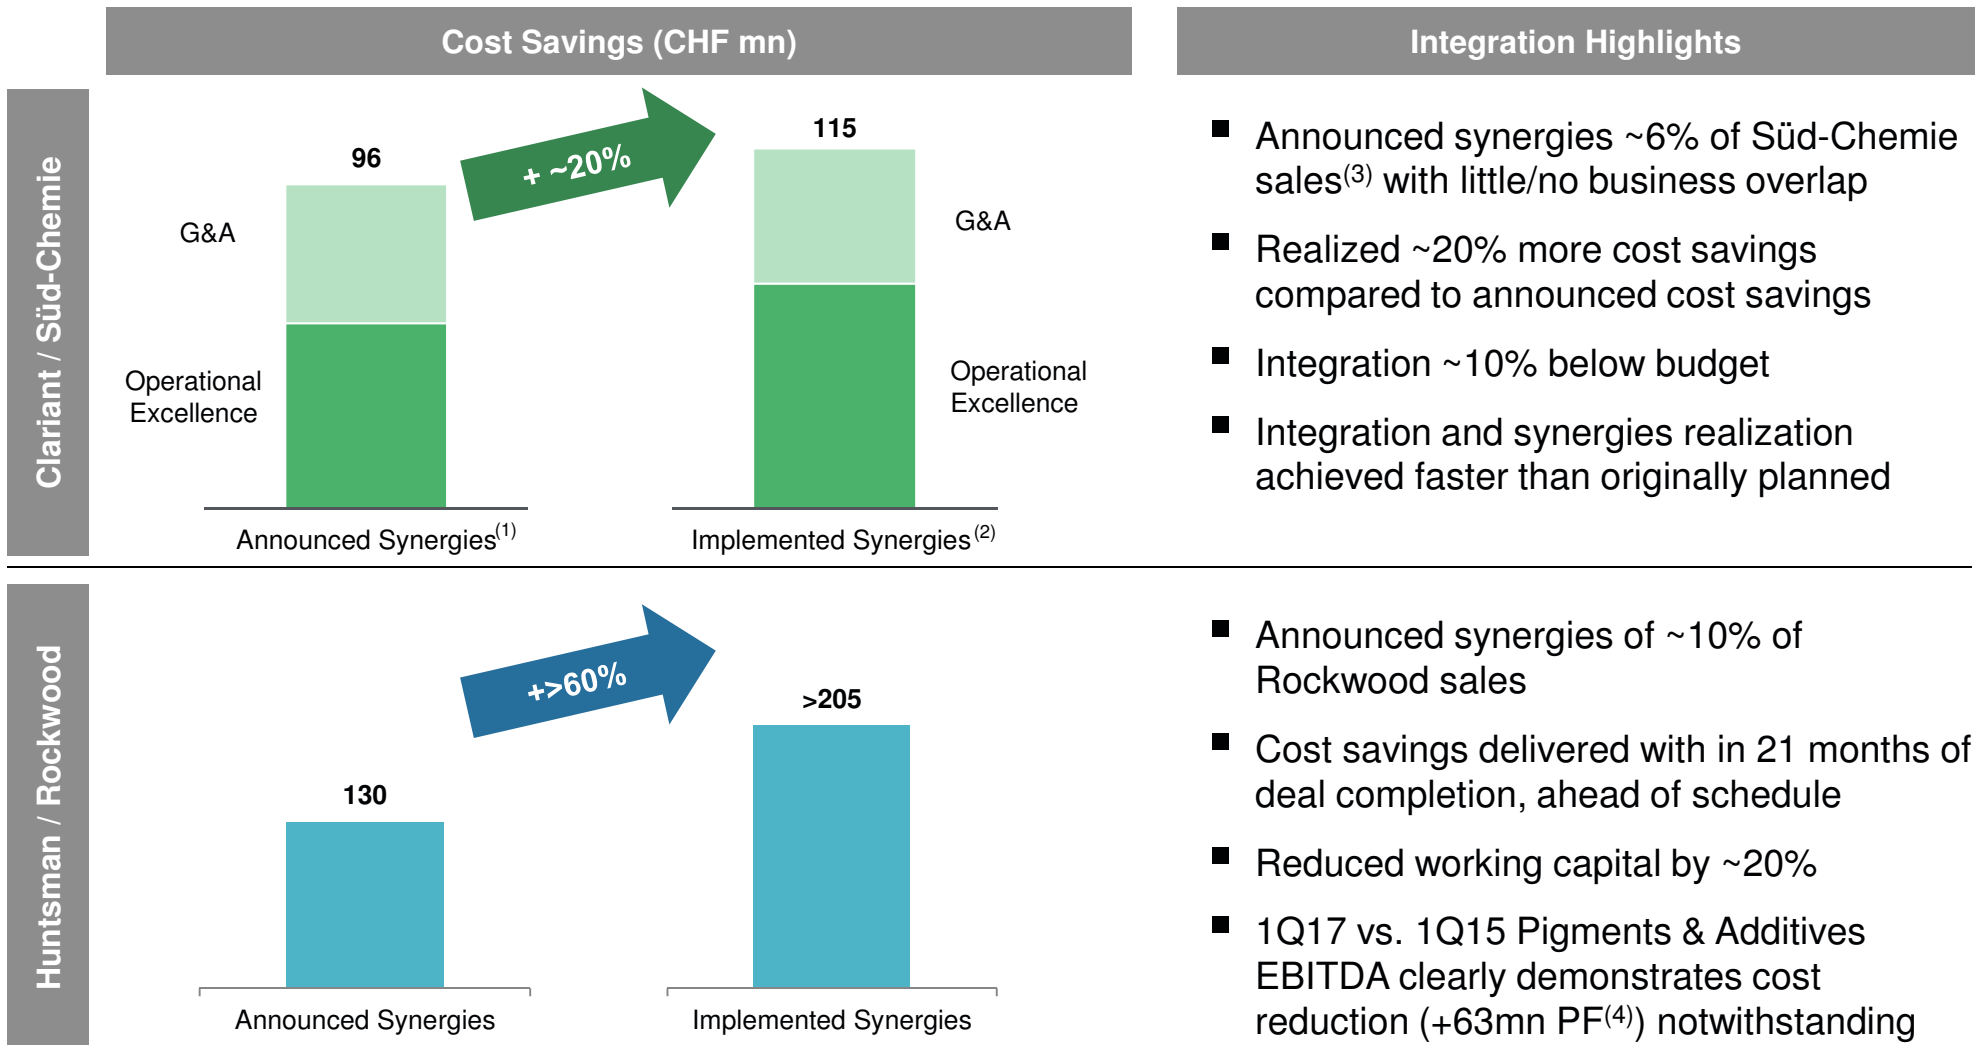 Cost Savings (CHF mn)
Integration Highlights
Clariant / Süd-Chemie
96
+ ~20%
115
G&A
G&A
Operational
Excellence
Operational
Excellence
Announced Synergies(1)
Implemented Synergies(2)
■ Announced synergies ~6% of Süd-Chemie
sales(3) with little/no business overlap
■ Realized ~20% more cost savings
compared to announced cost savings
■ Integration ~10% below budget
■ Integration and synergies realization
achieved faster than originally planned
Huntsman / Rockwood
+>60%
130
>205
Announced Synergies
Implemented Synergies
■ Announced synergies of ~10% of
Rockwood sales
■ Cost savings delivered with in 21 months of
deal completion, ahead of schedule
■ Reduced working capital by ~20%
■ 1Q17 vs. 1Q15 Pigments & Additives
EBITDA clearly demonstrates cost
reduction (+63mn PF(4)) notwithstanding